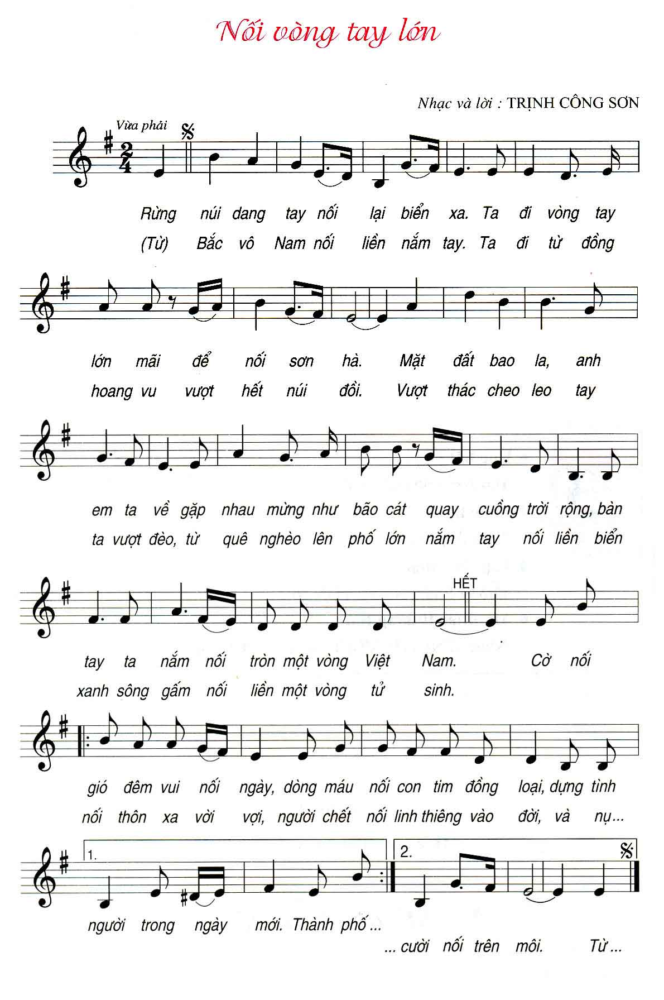 Nối vòng tay lớn
Nhạc và lời : TRỊNH CÔNG SƠN
Vừa phải
2
4
Rừng núi dang tay nối lại biển xa. Ta đi vòng tay
(Từ) Bắc vô Nam nối liền nắm tay. Ta đi từ đồng
lớn mãi để nối sơn hà. Mặt đất bao la, anh
hoang vu vượt hết núi đồi. Vượt thác cheo leo tay
em ta về gặp nhau mừng như bão cát quay cuồng trời rộng, bàn
ta vượt đèo, từ quê nghèo lên phố lớn nắm tay nối liền biển
HẾT
tay ta nắm nối tròn một vòng Việt Nam. Cờ nối
xanh sông gấm nối liền một vòng tử sinh.
gió đêm vui nối ngày, dòng máu nối con tim đồng loại, dựng tình
nối thôn xa vời vợi, người chết nối linh thiêng vào đời, và nụ...
1. 2.
người trong ngày mới. Thành phố ...
... cười nối trên môi. Từ ...